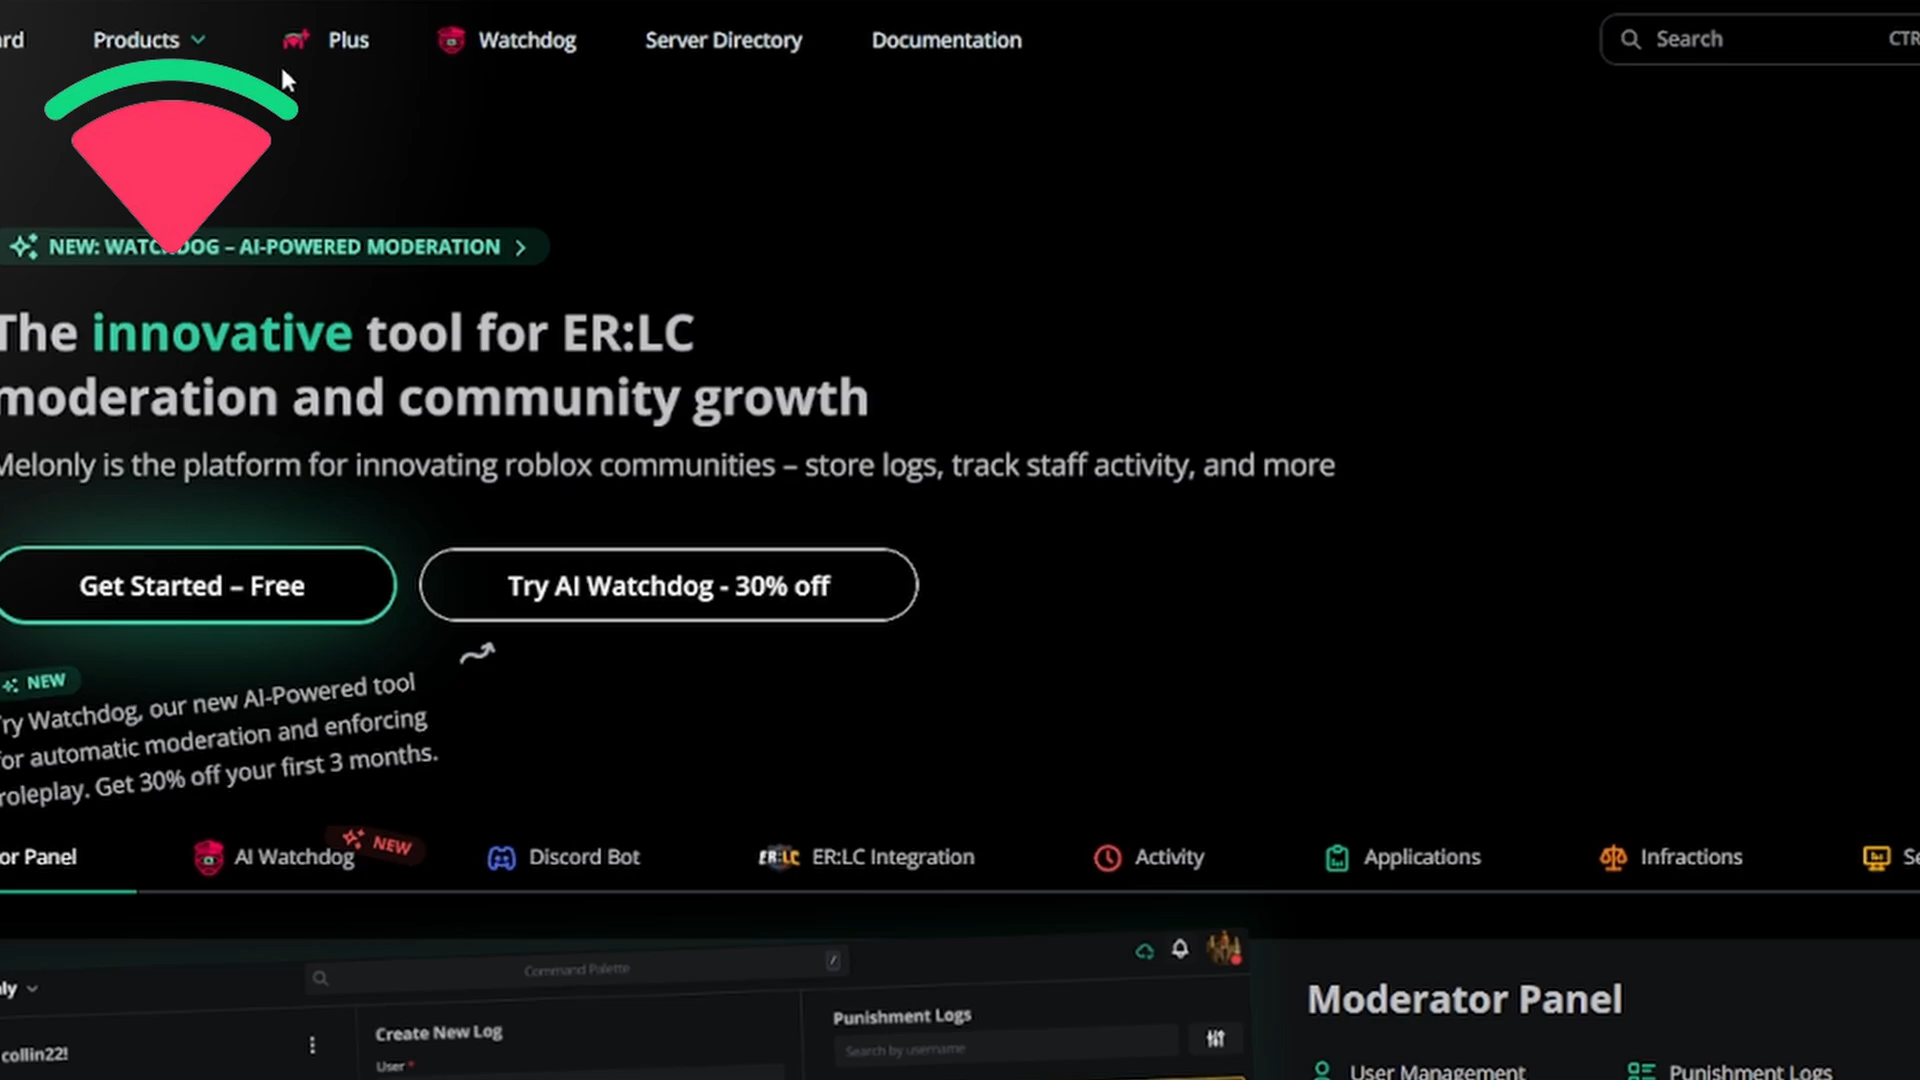 Products
Plus
Watchdog
Server Directory
Documentation
Search
NEW: WATCHDOG – AI-POWERED MODERATION
The innovative tool for ER:LC
moderation and community growth
Melonly is the platform for innovating roblox communities – store logs, track staff activity, and more
Get Started – Free
Try AI Watchdog - 30% off
NEW
Try Watchdog, our new AI-Powered tool
for automatic moderation and enforcing
roleplay. Get 30% off your first 3 months.
or Panel
AI Watchdog
NEW
Discord Bot
ER:LC
ER:LC Integration
Activity
Applications
Infractions
Command Palette
/
Create New Log
User *
collin22!
Punishment Logs
Search by username
Moderator Panel
User Management
Punishment Logs